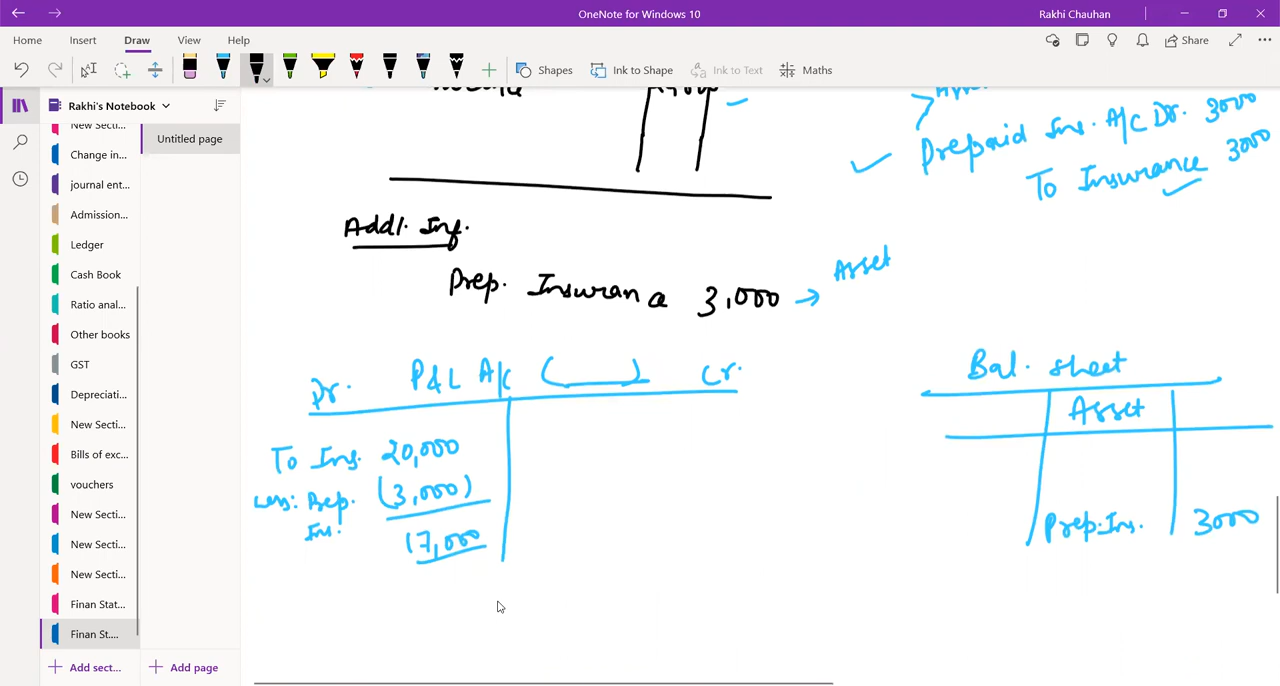 OneNote for Windows 10
Rakhi Chauhan
Home Insert Draw View Help
Share
Shapes
Ink to Shape
Ink to Text
Maths
Rakhi's Notebook
New Secti...
Change in...
journal ent...
Admission...
Ledger
Cash Book
Ratio anal...
Other books
GST
Depreciati...
New Secti...
Bills of exc...
vouchers
New Secti...
New Secti...
New Secti...
Finan Stat...
Finan St....
Add sect...
Untitled page
Add page
Prepaid Ins. A/C Dr. 3000
To Insurance 3000
Addl. Inf.
Prep. Insurance 3,000 → Asset
Dr. P&L A/C ( ) Cr.
To Ins. 20,000
Less: Prep. Ins. (3,000)
17,000
Bal. sheet
Asset
Prep. Ins. 3000